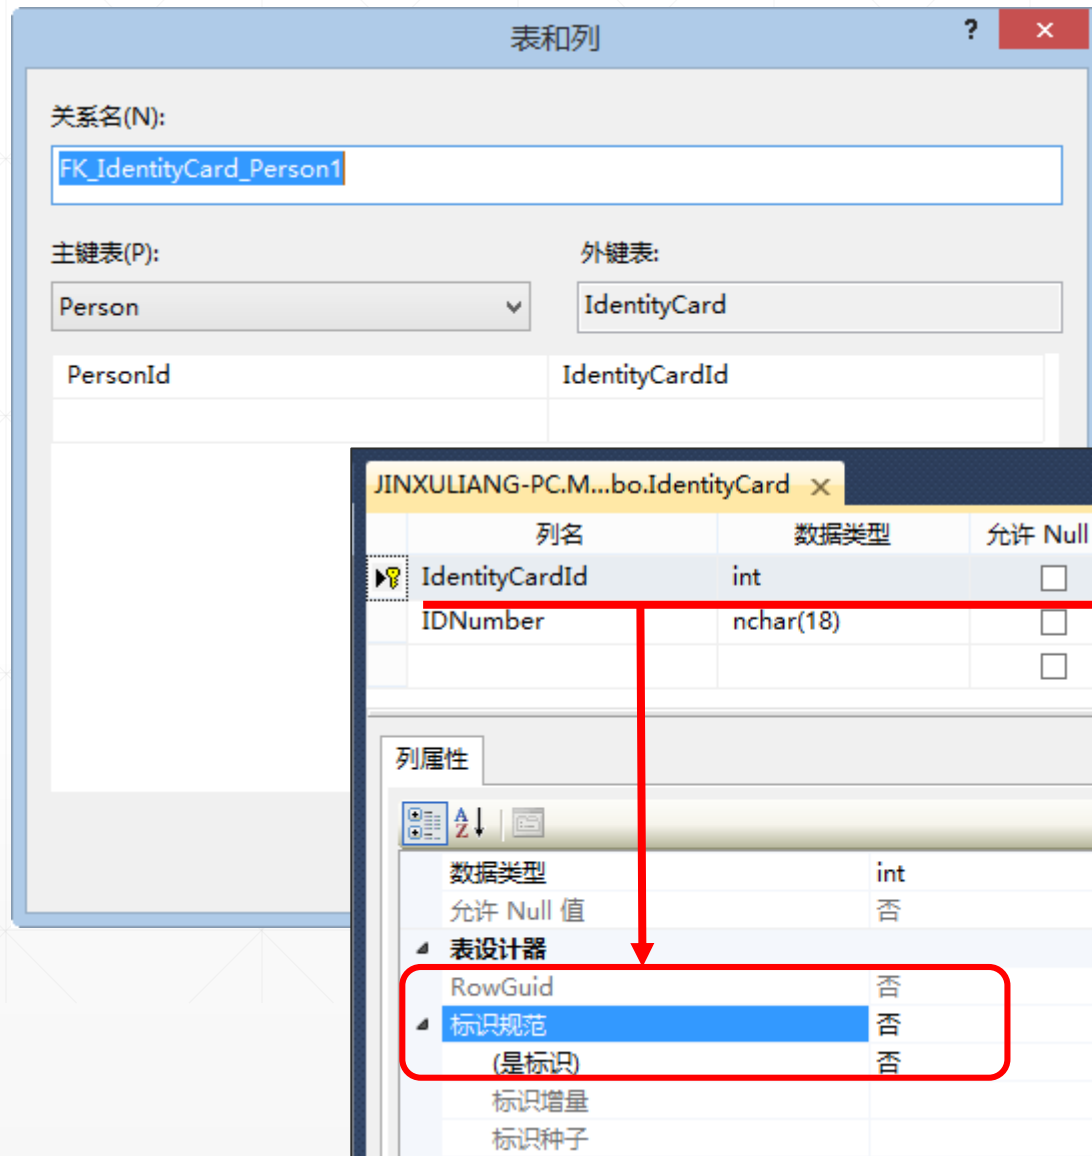 表和列
?
×
关系名(N):
FK_IdentityCard_Person1
主键表(P): 外键表:
Person IdentityCard
PersonId IdentityCardId
JINXULIANG-PC.M...bo.IdentityCard ×
列名 数据类型 允许 Null
IdentityCardId int
IDNumber nchar(18)
列属性
数据类型 int
允许 Null 值 否
表设计器
RowGuid 否
标识规范 否
(是标识) 否
标识增量
标识种子